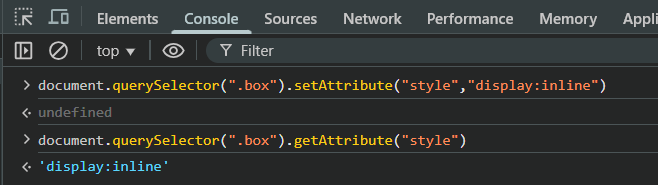 Elements Console Sources Network Performance Memory Appli
top Filter
> document.querySelector(".box").setAttribute("style","display:inline")
undefined
> document.querySelector(".box").getAttribute("style")
'display:inline'